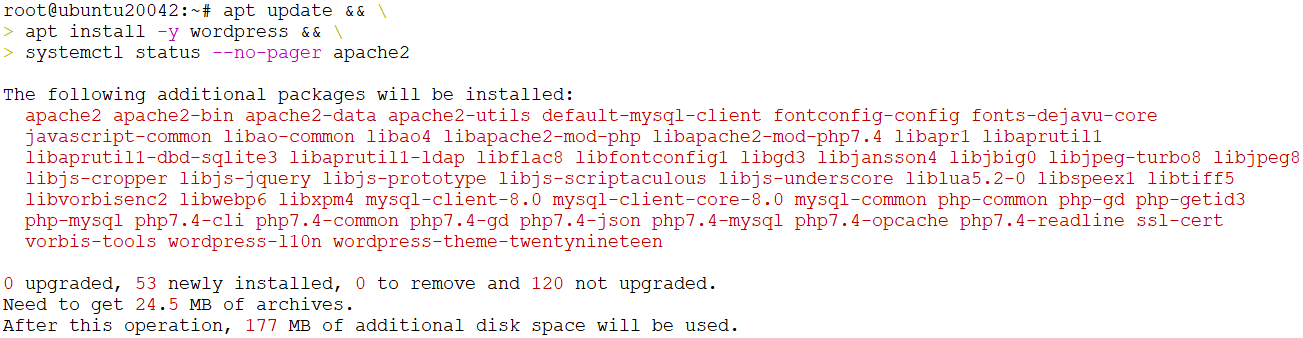 root@ubuntu20042:~# apt update && \
> apt install -y wordpress && \
> systemctl status --no-pager apache2
The following additional packages will be installed:
apache2 apache2-bin apache2-data apache2-utils default-mysql-client fontconfig-config fonts-dejavu-core
javascript-common libao-common libao4 libapache2-mod-php libapache2-mod-php7.4 libapr1 libaprutil1
libaprutil1-dbd-sqlite3 libaprutil1-ldap libflac8 libfontconfig1 libgd3 libjansson4 libjbig0 libjpeg-turbo8 libjpeg8
libjs-cropper libjs-jquery libjs-prototype libjs-scriptaculous libjs-underscore liblua5.2-0 libspeex1 libtiff5
libvorbisenc2 libwebp6 libxpm4 mysql-client-8.0 mysql-client-core-8.0 mysql-common php-common php-gd php-getid3
php-mysql php7.4-cli php7.4-common php7.4-gd php7.4-json php7.4-mysql php7.4-opcache php7.4-readline ssl-cert
vorbis-tools wordpress-l10n wordpress-theme-twentynineteen
0 upgraded, 53 newly installed, 0 to remove and 120 not upgraded.
Need to get 24.5 MB of archives.
After this operation, 177 MB of additional disk space will be used.